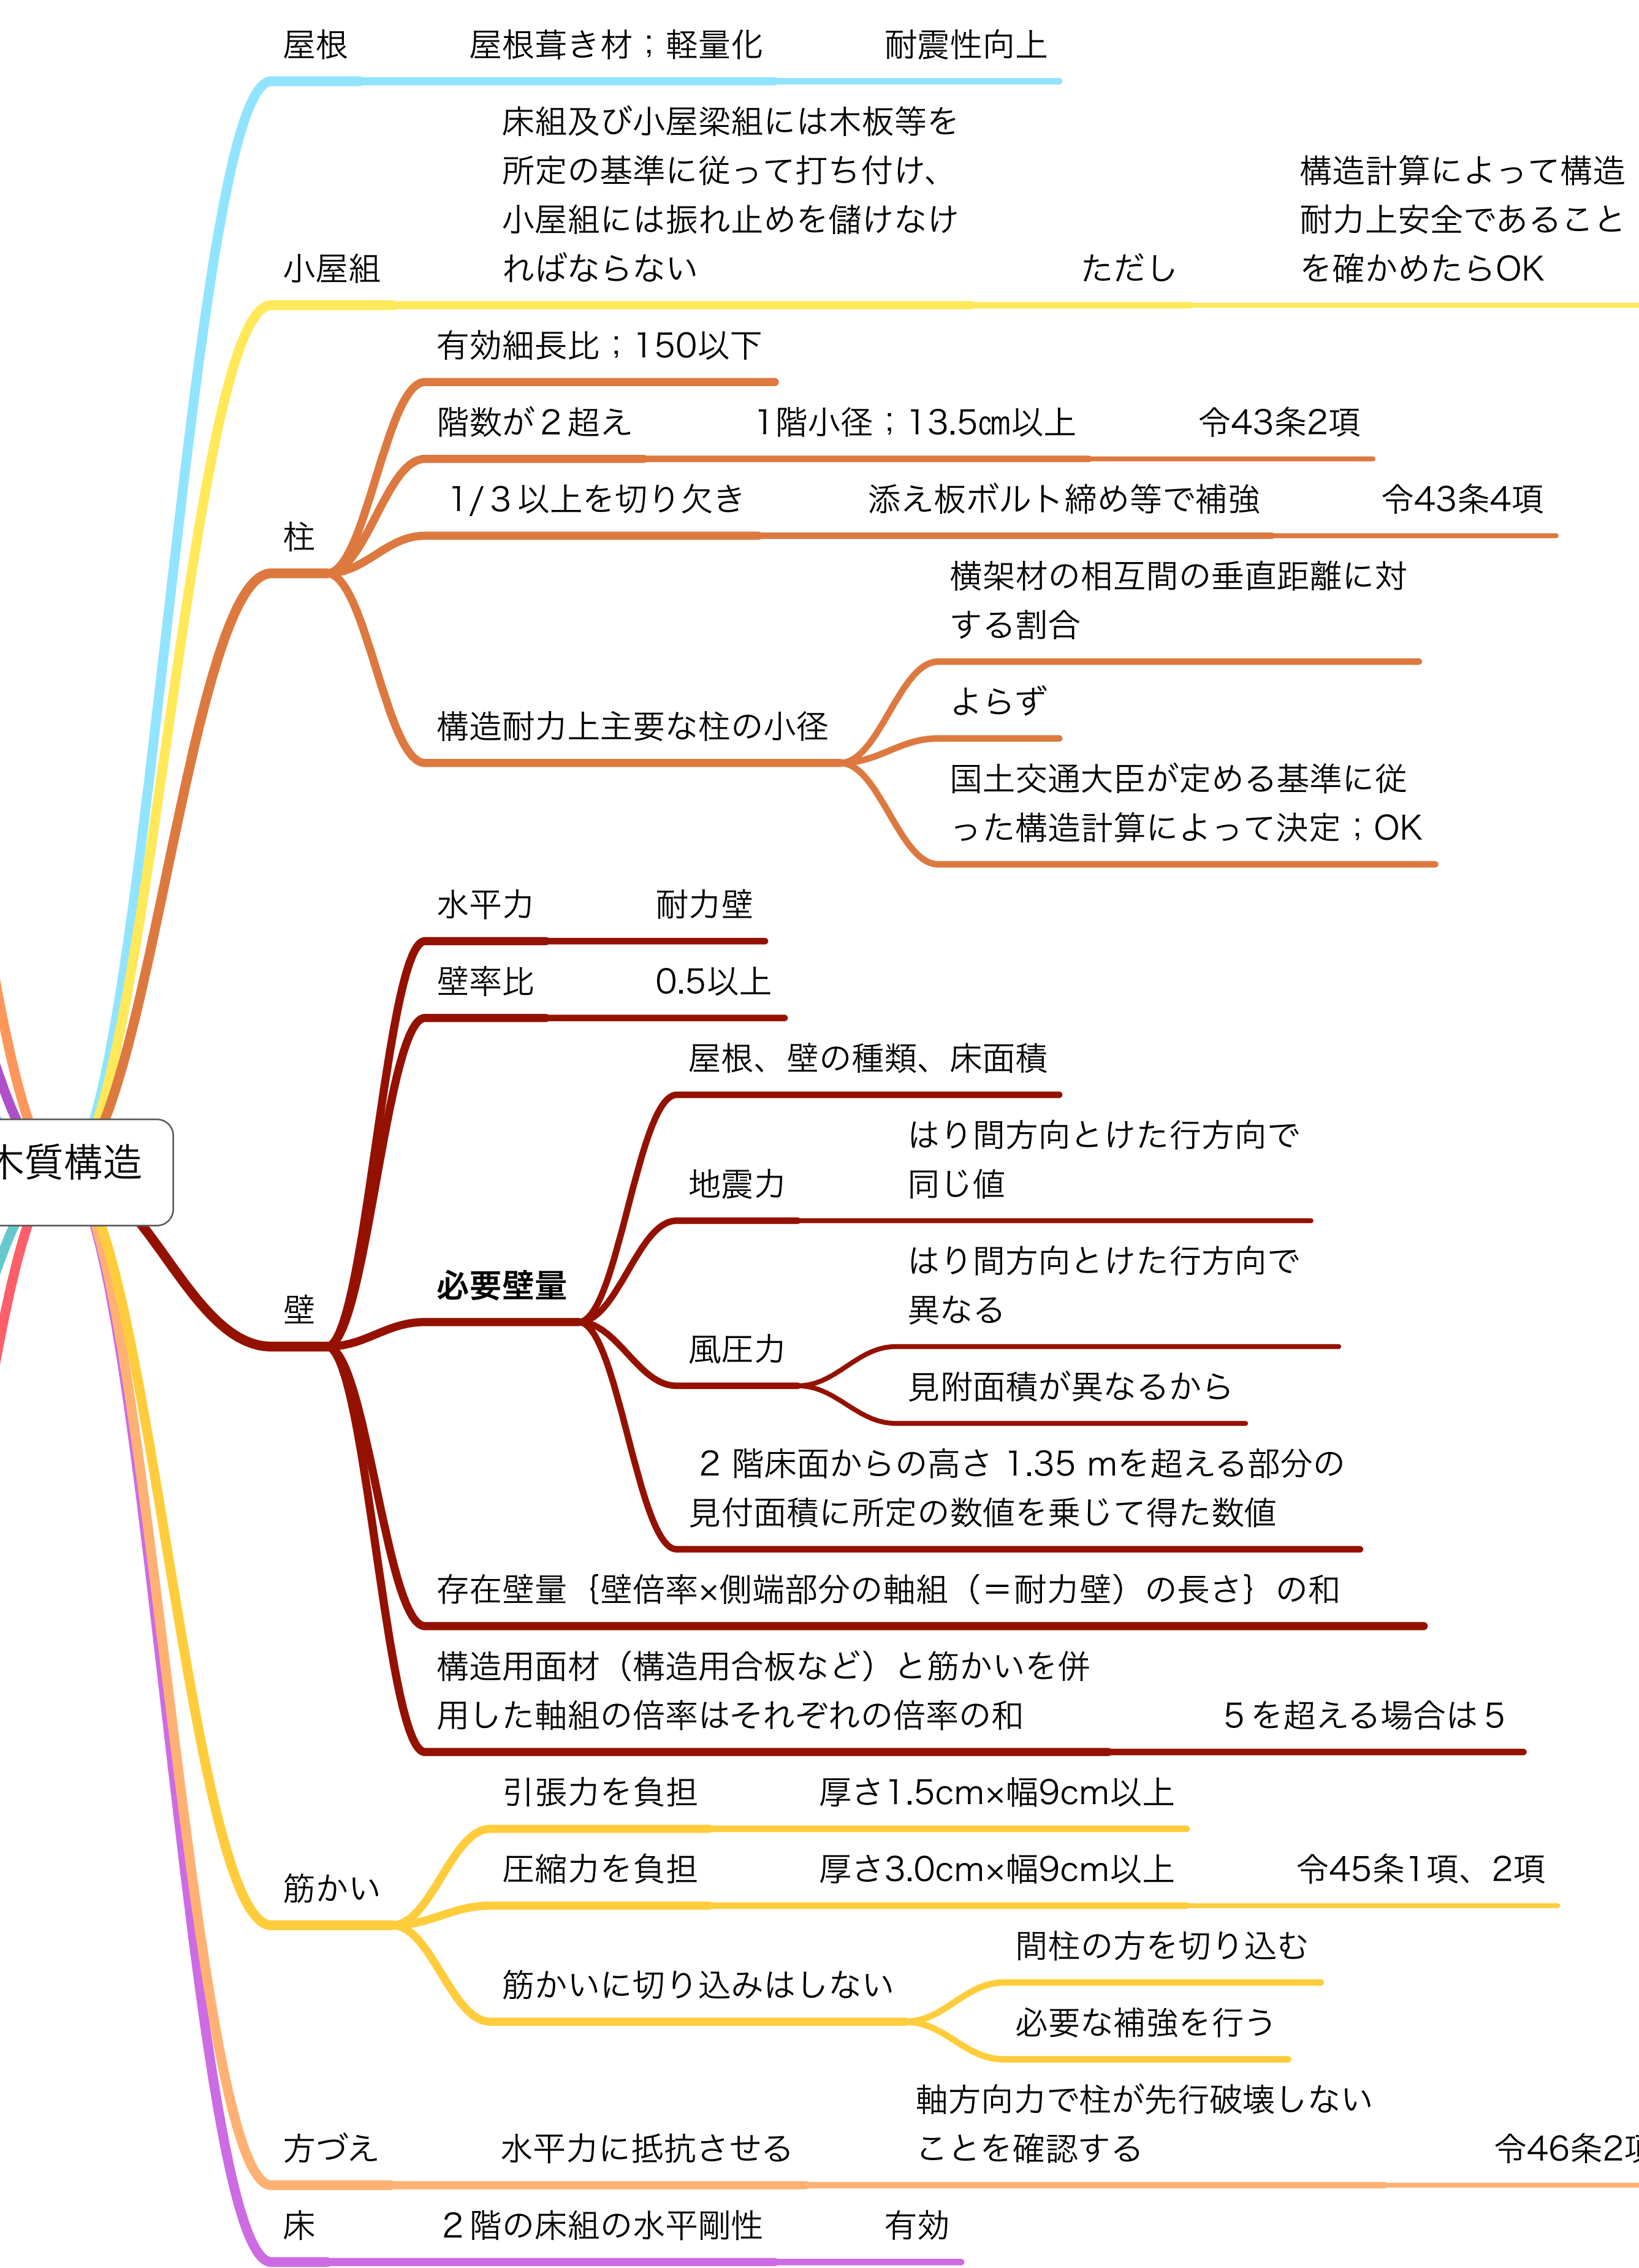 屋根
屋根葺き材；軽量化
耐震性向上
小屋組
床組及び小屋梁組には木板等を
所定の基準に従って打ち付け、
小屋組には振れ止めを儲けなけ
ればならない
ただし
構造計算によって構造
耐力上安全であること
を確かめたらOK
柱
有効細長比；150以下
階数が２超え
1階小径；13.5㎝以上
令43条2項
1/３以上を切り欠き
添え板ボルト締め等で補強
令43条4項
構造耐力上主要な柱の小径
横架材の相互間の垂直距離に対
する割合
よらず
国土交通大臣が定める基準に従
った構造計算によって決定；OK
木質構造
壁
水平力
耐力壁
壁率比
0.5以上
必要壁量
屋根、壁の種類、床面積
地震力
はり間方向とけた行方向で
同じ値
風圧力
はり間方向とけた行方向で
異なる
見附面積が異なるから
２ 階床面からの高さ 1.35 mを超える部分の
見付面積に所定の数値を乗じて得た数値
存在壁量｛壁倍率×側端部分の軸組（＝耐力壁）の長さ｝の和
構造用面材（構造用合板など）と筋かいを併
用した軸組の倍率はそれぞれの倍率の和
５を超える場合は５
筋かい
引張力を負担
厚さ1.5cm×幅9cm以上
圧縮力を負担
厚さ3.0cm×幅9cm以上
令45条1項、2項
筋かいに切り込みはしない
間柱の方を切り込む
必要な補強を行う
方づえ
水平力に抵抗させる
軸方向力で柱が先行破壊しない
ことを確認する
令46条2項
床
２階の床組の水平剛性
有効